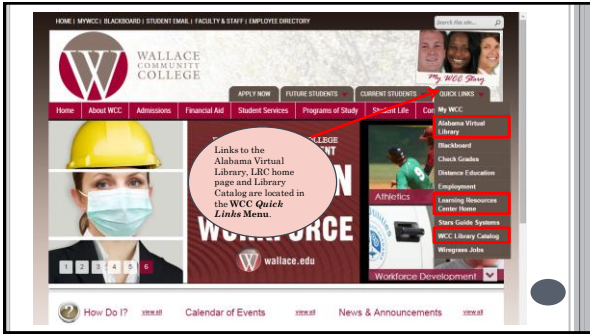 HOME | MYWCC | BLACKBOARD | STUDENT EMAIL | FACULTY & STAFF | EMPLOYEE DIRECTORY
Search this site...
W
WALLACE
COMMUNITY
COLLEGE
My WCC Story
APPLY NOW FUTURE STUDENTS CURRENT STUDENTS QUICK LINKS
Home About WCC Admissions Financial Aid Student Services Programs of Study Student Life
My WCC
Alabama Virtual
Library
Blackboard
Check Grades
Distance Education
Employment
Learning Resources
Center Home
Stars Guide Systems
WCC Library Catalog
Wiregrass Jobs
Links to the
Alabama Virtual
Library, LRC home
page and Library
Catalog are located in
the WCC Quick
Links Menu.
wallace.edu
Athletics
Workforce Development
1 2 3 4 5 6
How Do I? view all Calendar of Events view all News & Announcements view all